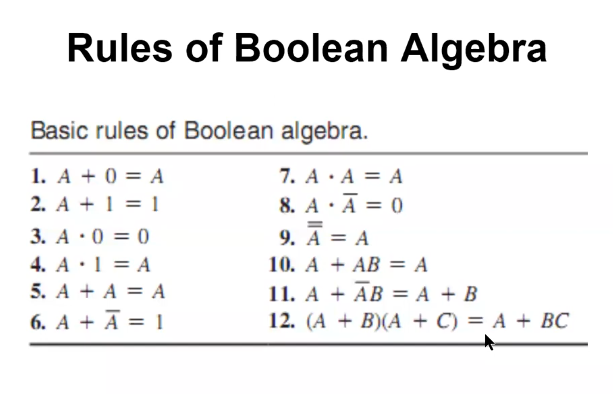 Rules of Boolean Algebra
Basic rules of Boolean algebra.
1. A + 0 = A
2. A + 1 = 1
3. A · 0 = 0
4. A · 1 = A
5. A + A = A
6. A + A̅ = 1
7. A · A = A
8. A · A̅ = 0
9. A̿ = A
10. A + AB = A
11. A + A̅B = A + B
12. (A + B)(A + C) = A + BC